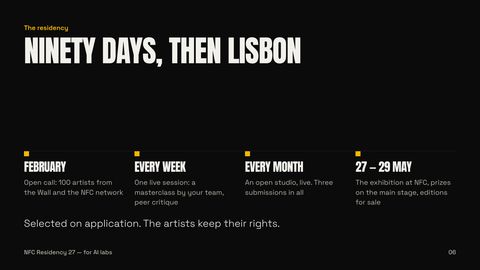 The residency
NINETY DAYS, THEN LISBON
FEBRUARY
Open call: 100 artists from
the Wall and the NFC network
EVERY WEEK
One live session: a
masterclass by your team,
peer critique
EVERY MONTH
An open studio, live. Three
submissions in all
27 — 29 MAY
The exhibition at NFC, prizes
on the main stage, editions
for sale
Selected on application. The artists keep their rights.
NFC Residency 27 — for AI labs
06